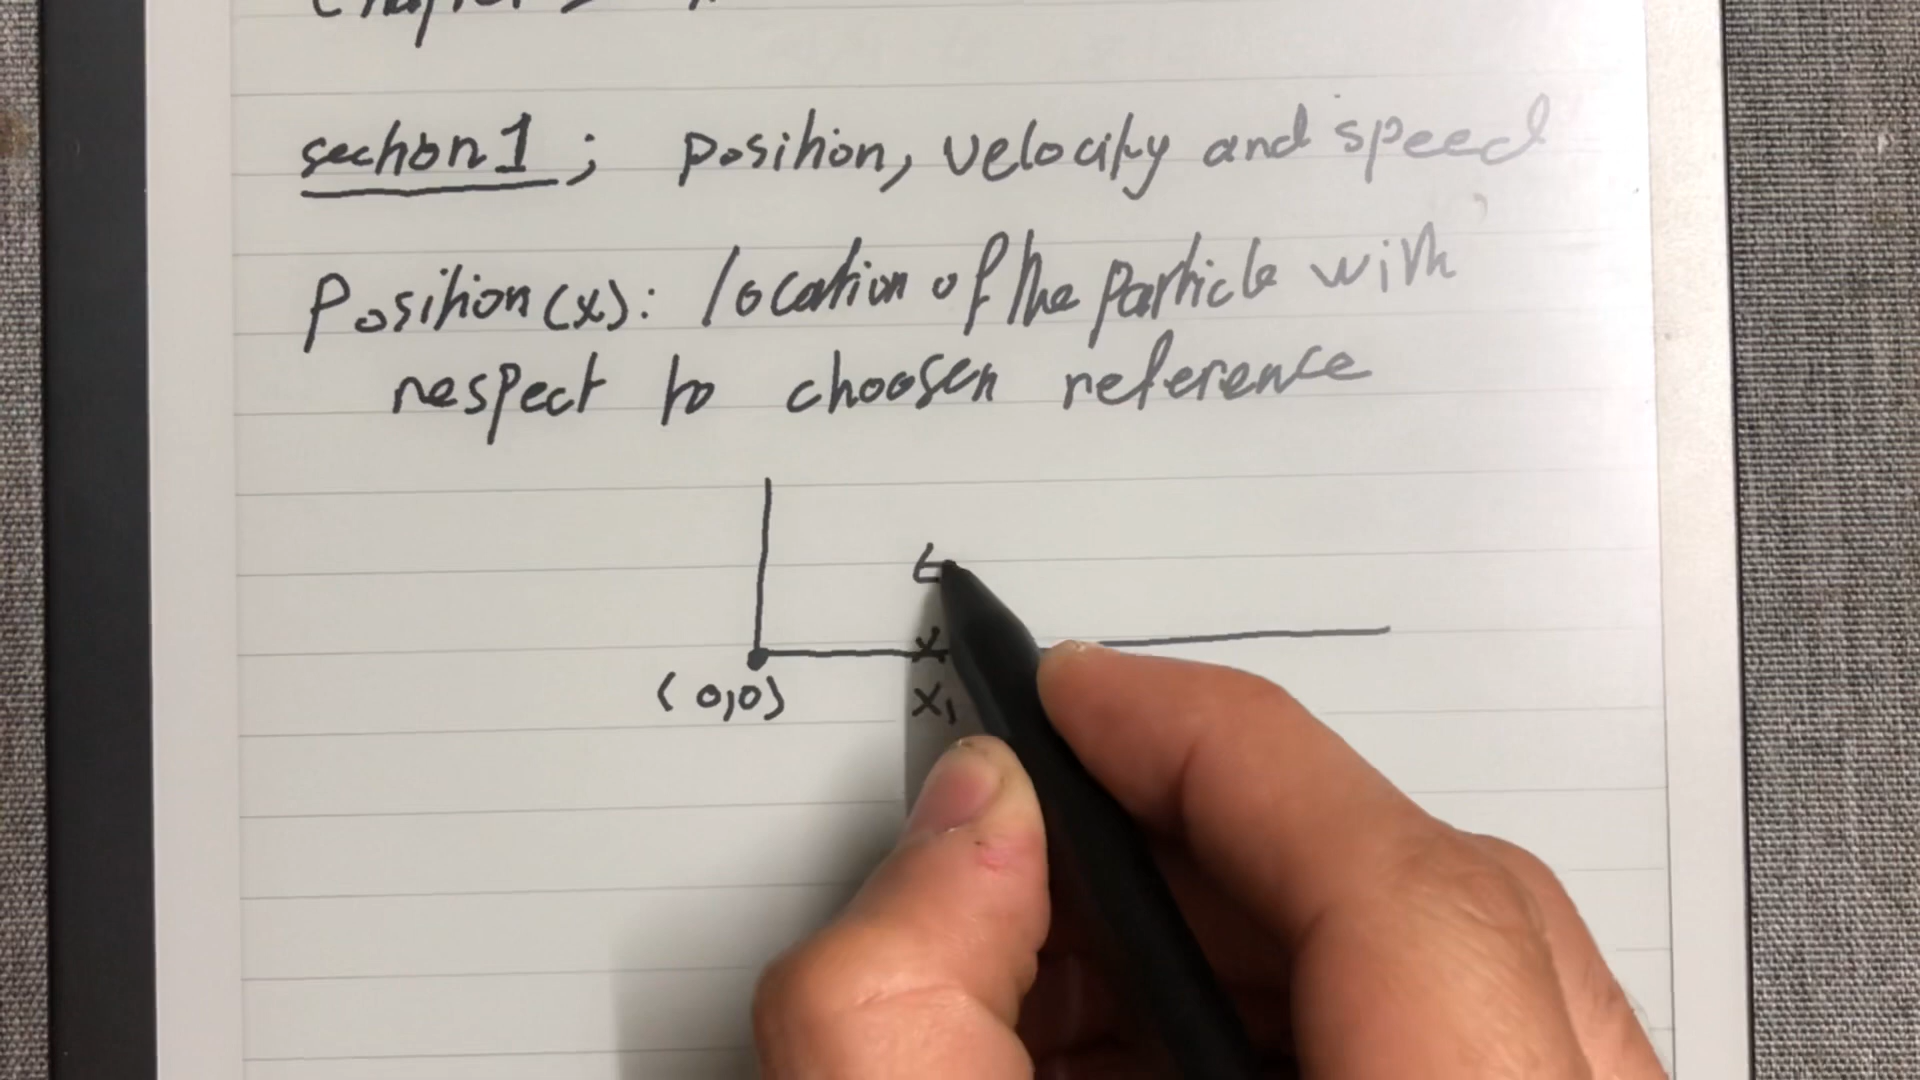 section 1; position, velocity and speed
Position (x): location of the particle with
respect to choosen reference
(0,0)
x
x₁